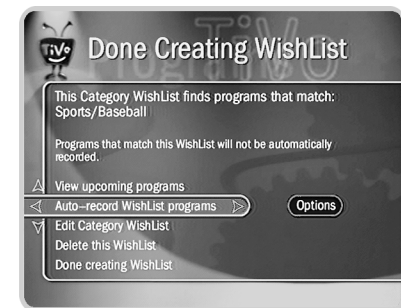 TiVo
Done Creating WishList
This Category WishList finds programs that match:
Sports/Baseball
Programs that match this WishList will not be automatically
recorded.
View upcoming programs
Auto–record WishList programs
Options
Edit Category WishList
Delete this WishList
Done creating WishList